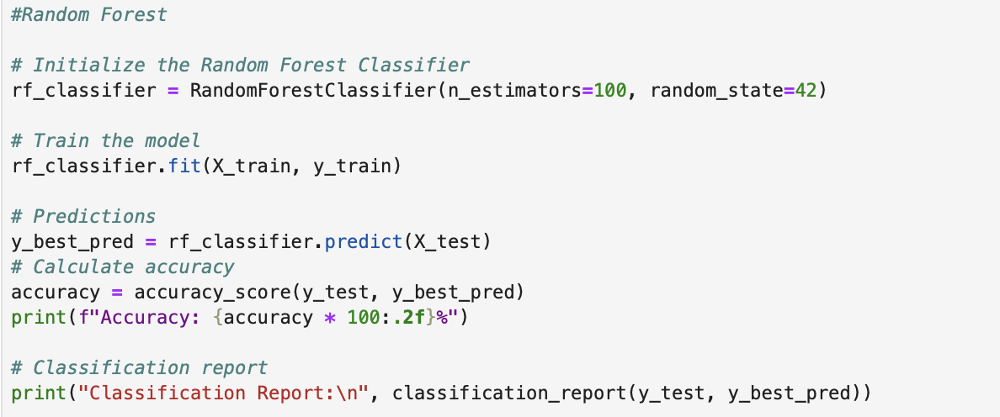 #Random Forest
# Initialize the Random Forest Classifier
rf_classifier = RandomForestClassifier(n_estimators=100, random_state=42)
# Train the model
rf_classifier.fit(X_train, y_train)
# Predictions
y_best_pred = rf_classifier.predict(X_test)
# Calculate accuracy
accuracy = accuracy_score(y_test, y_best_pred)
print(f"Accuracy: {accuracy * 100:.2f}%")
# Classification report
print("Classification Report:\n", classification_report(y_test, y_best_pred))